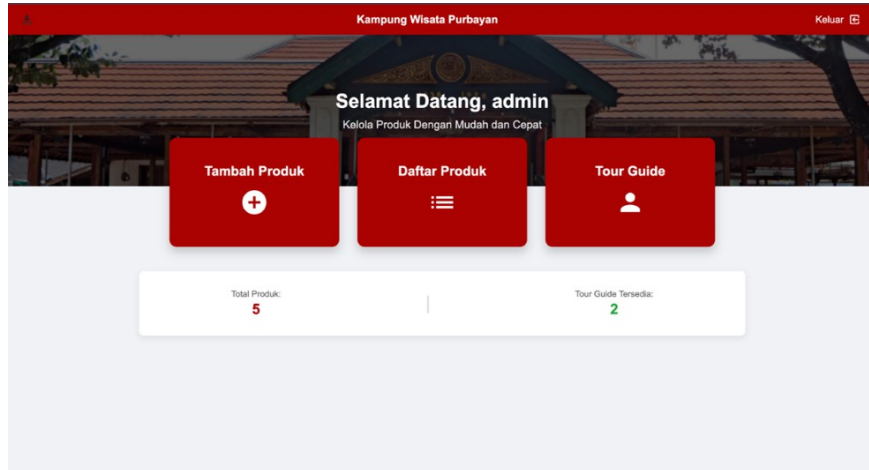 Kampung Wisata Purbayan
Keluar
Selamat Datang, admin
Kelola Produk Dengan Mudah dan Cepat
Tambah Produk
Daftar Produk
Tour Guide
Total Produk:
5
Tour Guide Tersedia:
2